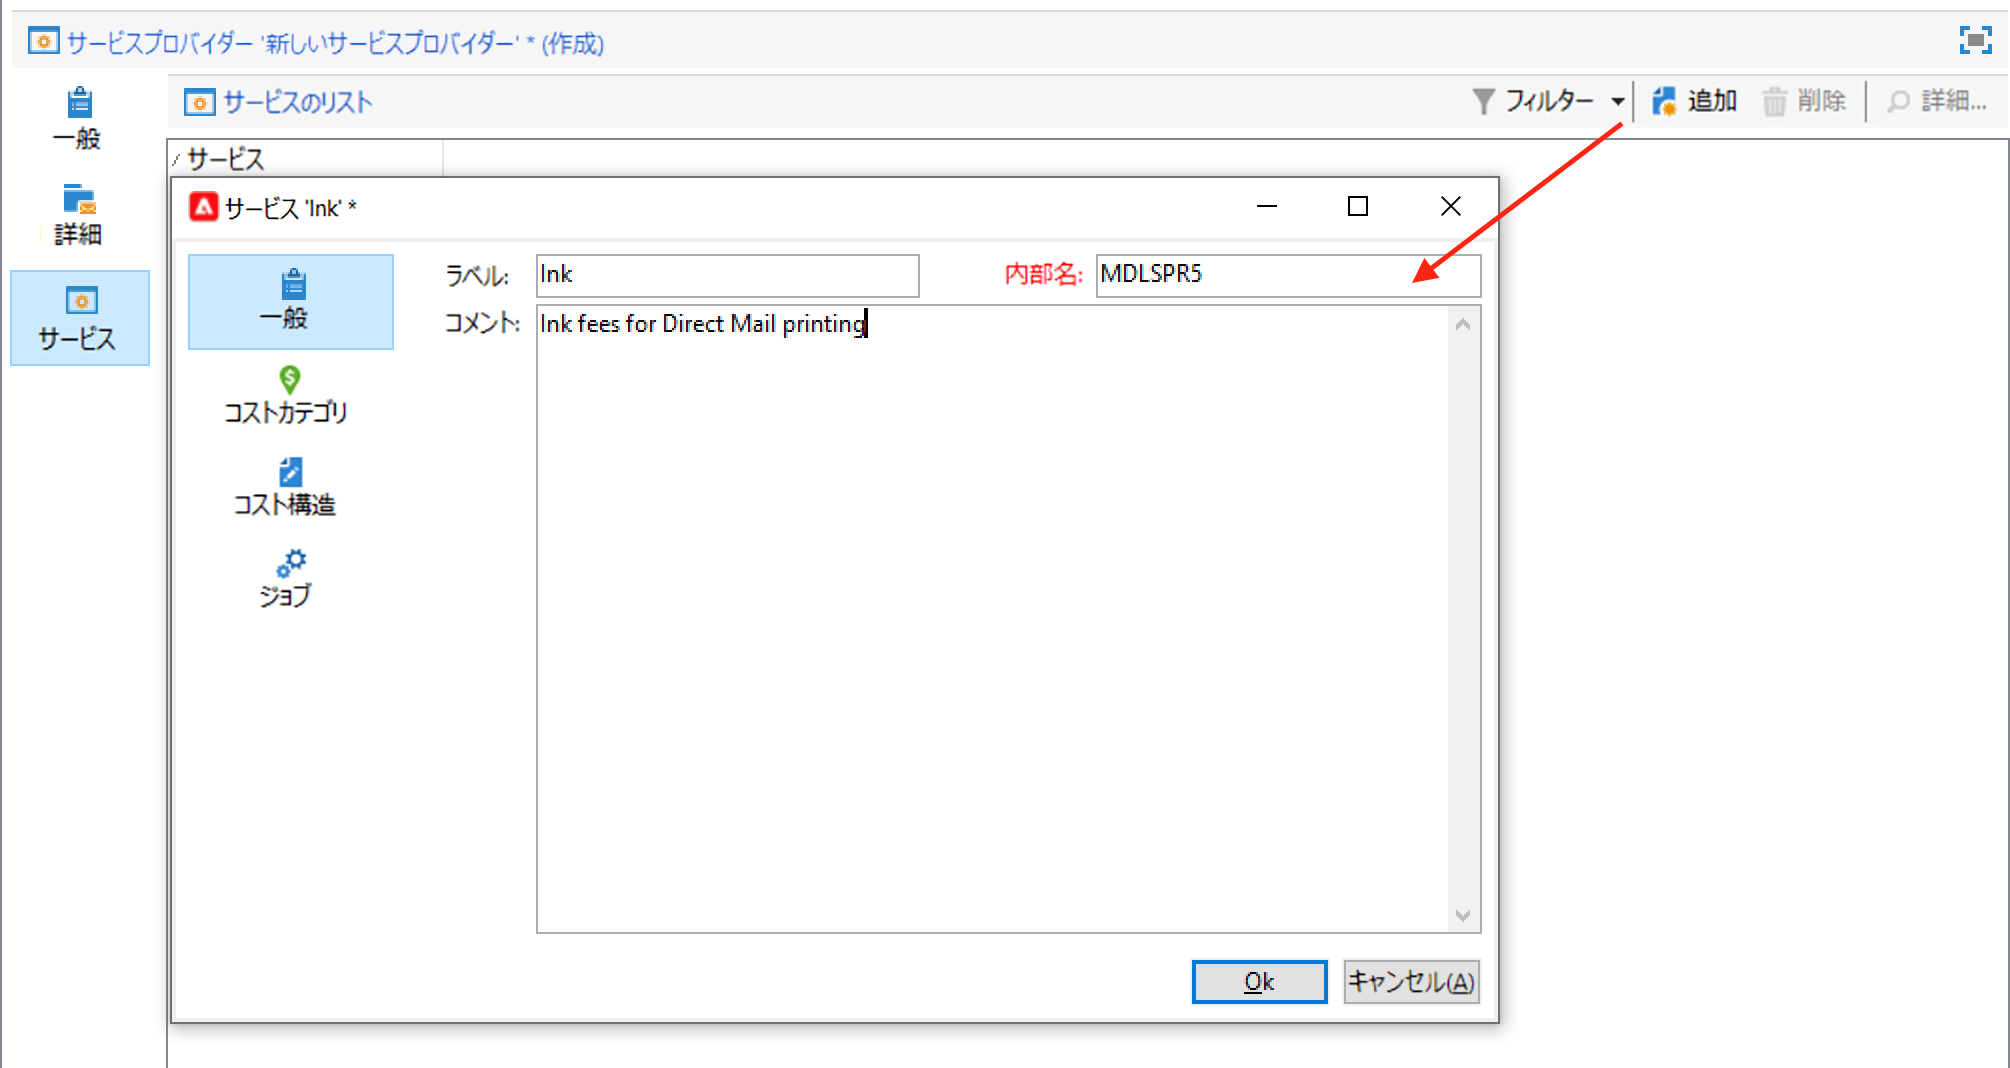 サービスプロバイダー '新しいサービスプロバイダー' * (作成)
一般
詳細
サービス
サービスのリスト
フィルター 追加 削除 詳細...
サービス
サービス 'Ink' *
一般
コストカテゴリ
コスト構造
ジョブ
ラベル: Ink 内部名: MDLSPR5
コメント: Ink fees for Direct Mail printing
Ok キャンセル(A)